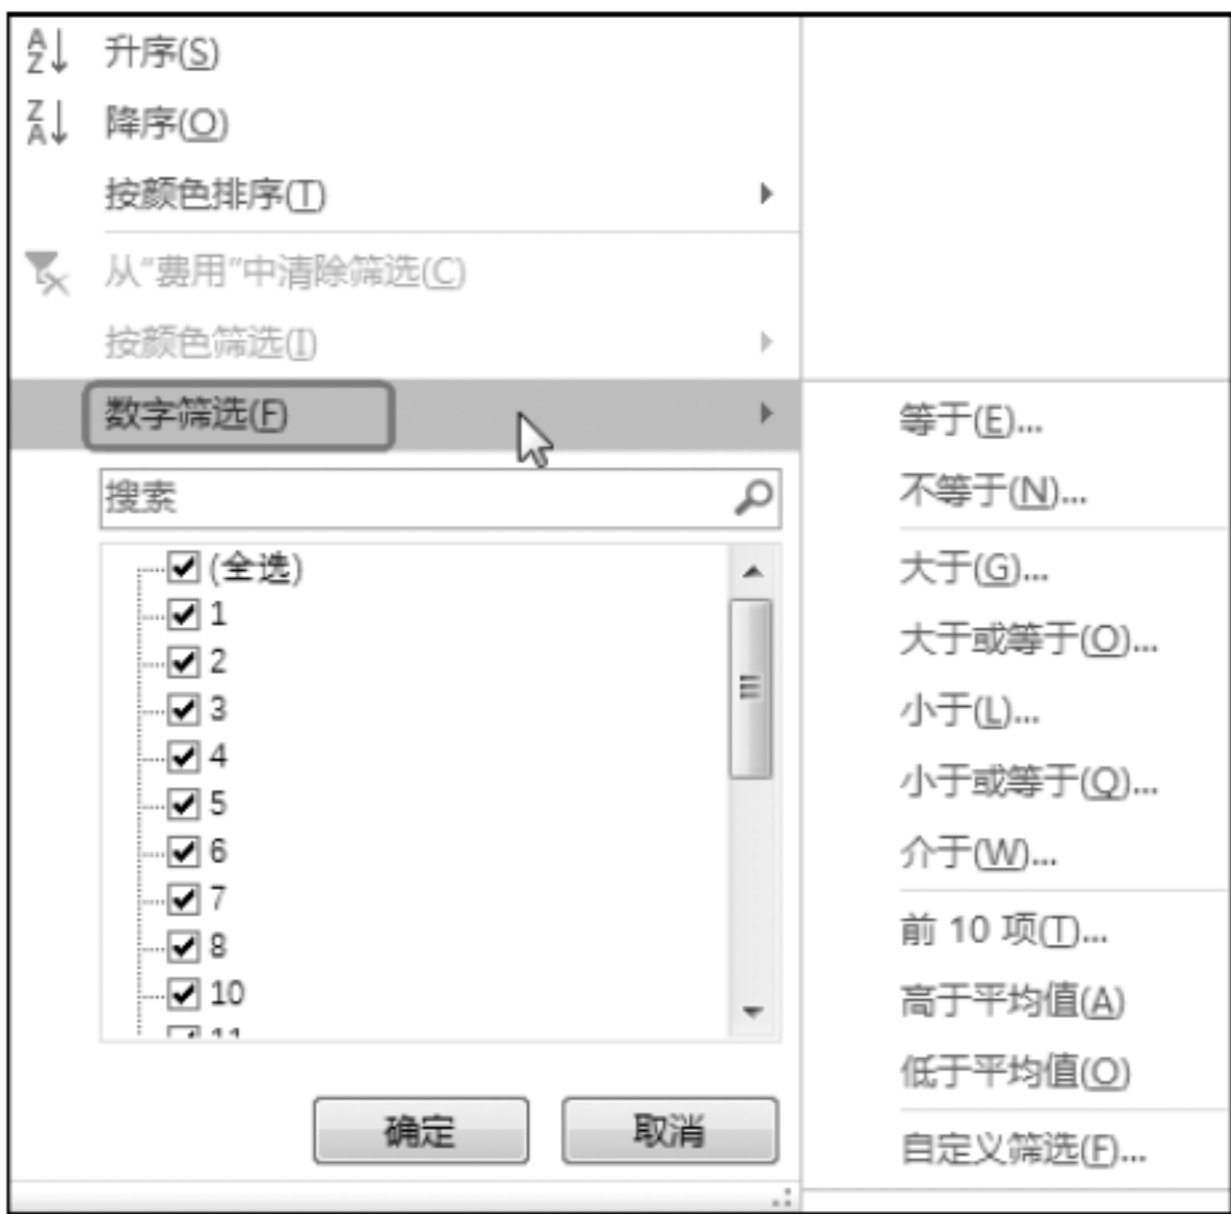 升序(S)
降序(O)
按颜色排序(T)
从“费用”中清除筛选(C)
按颜色筛选(I)
数字筛选(F)
搜索
(全选)
1
2
3
4
5
6
7
8
10
11
确定
取消
等于(E)...
不等于(N)...
大于(G)...
大于或等于(O)...
小于(L)...
小于或等于(Q)...
介于(W)...
前 10 项(T)...
高于平均值(A)
低于平均值(O)
自定义筛选(F)...